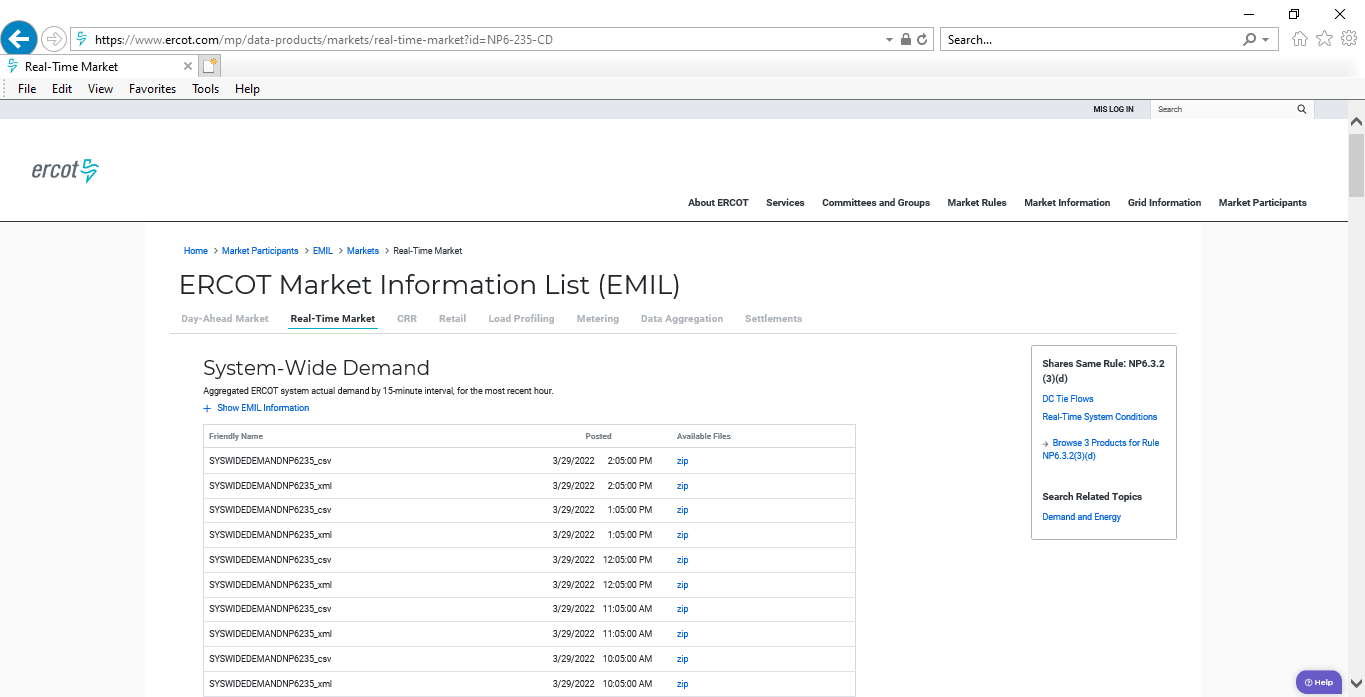 https://www.ercot.com/mp/data-products/markets/real-time-market?id=NP6-235-CD
Search...
Real-Time Market
File Edit View Favorites Tools Help
MIS LOG IN
Search
ercot
About ERCOT Services Committees and Groups Market Rules Market Information Grid Information Market Participants
Home > Market Participants > EMIL > Markets > Real-Time Market
ERCOT Market Information List (EMIL)
Day-Ahead Market Real-Time Market CRR Retail Load Profiling Metering Data Aggregation Settlements
System-Wide Demand
Aggregated ERCOT system actual demand by 15-minute interval, for the most recent hour.
+ Show EMIL Information
Friendly Name Posted Available Files
SYSWIDEDEMANDNP6235_csv 3/29/2022 2:05:00 PM zip
SYSWIDEDEMANDNP6235_xml 3/29/2022 2:05:00 PM zip
SYSWIDEDEMANDNP6235_csv 3/29/2022 1:05:00 PM zip
SYSWIDEDEMANDNP6235_xml 3/29/2022 1:05:00 PM zip
SYSWIDEDEMANDNP6235_csv 3/29/2022 12:05:00 PM zip
SYSWIDEDEMANDNP6235_xml 3/29/2022 12:05:00 PM zip
SYSWIDEDEMANDNP6235_csv 3/29/2022 11:05:00 AM zip
SYSWIDEDEMANDNP6235_xml 3/29/2022 11:05:00 AM zip
SYSWIDEDEMANDNP6235_csv 3/29/2022 10:05:00 AM zip
SYSWIDEDEMANDNP6235_xml 3/29/2022 10:05:00 AM zip
Shares Same Rule: NP6.3.2
(3)(d)
DC Tie Flows
Real-Time System Conditions
→ Browse 3 Products for Rule
NP6.3.2(3)(d)
Search Related Topics
Demand and Energy
Help